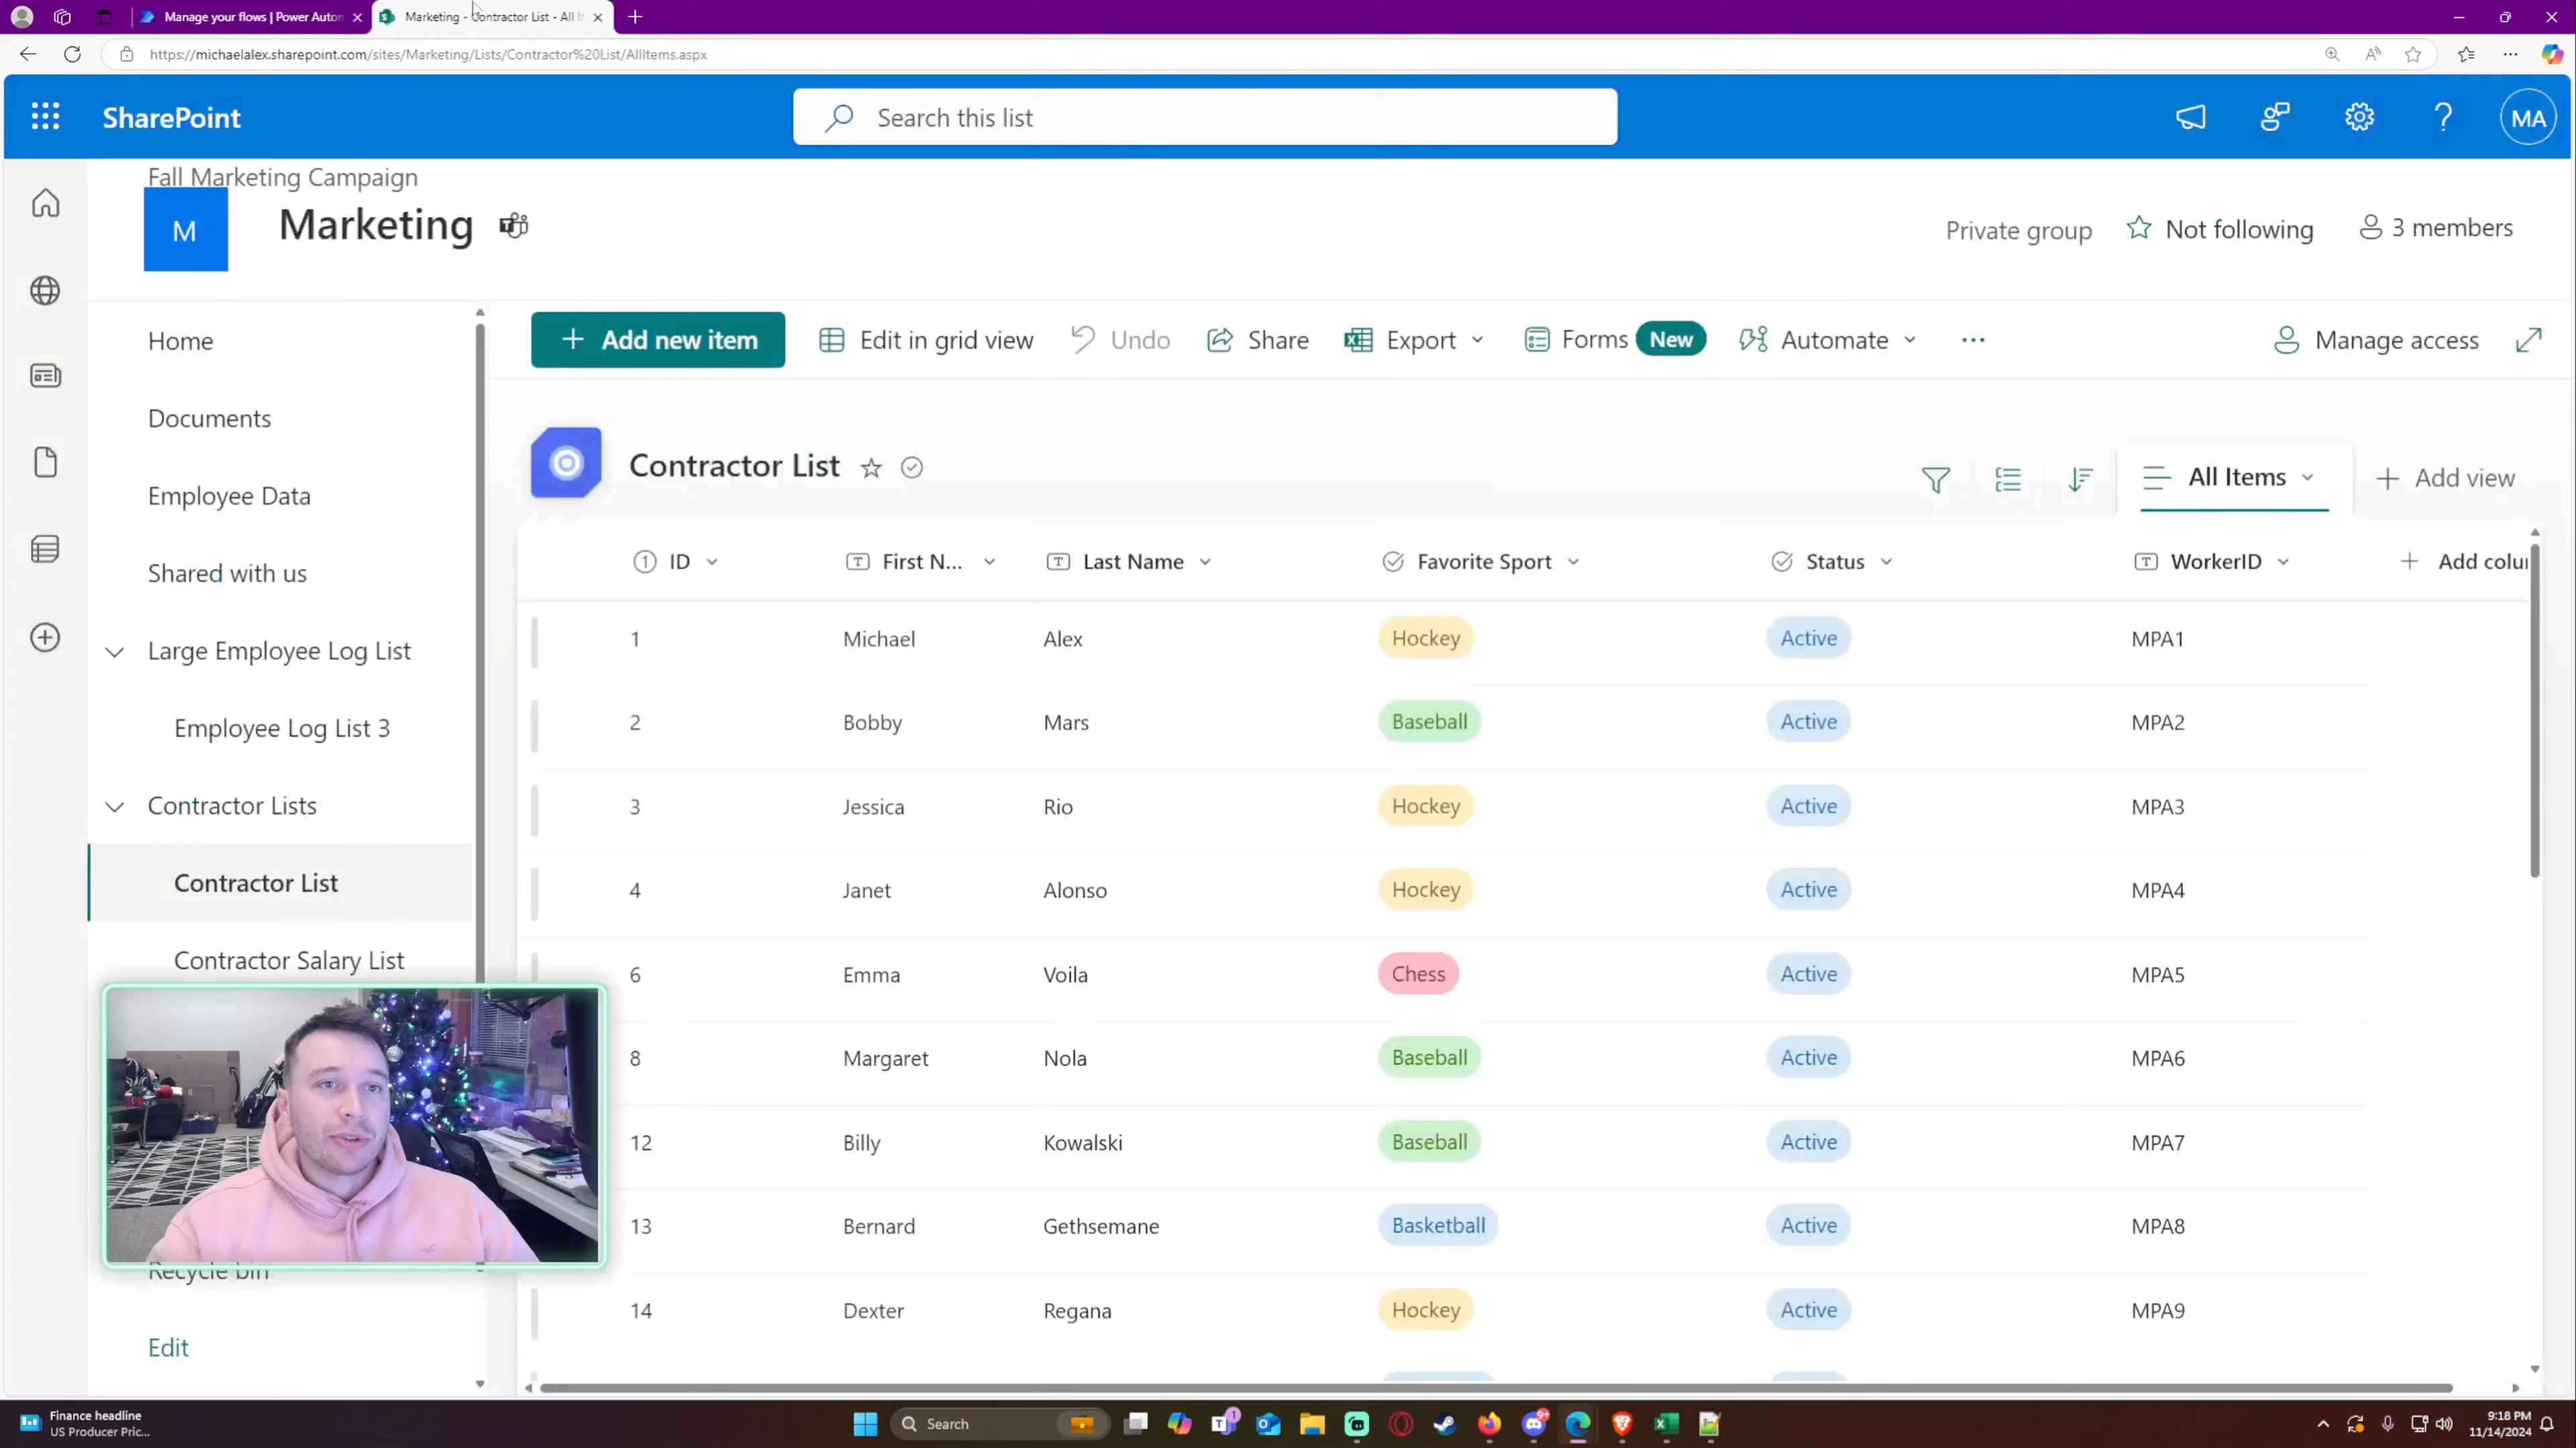 Manage your flows | Power Autom
Marketing - Contractor List - All It
https://michaelalex.sharepoint.com/sites/Marketing/Lists/Contractor%20List/AllItems.aspx
SharePoint
Search this list
MA
Fall Marketing Campaign
M
Marketing
Private group
Not following
3 members
Home
Documents
Employee Data
Shared with us
Large Employee Log List
Employee Log List 3
Contractor Lists
Contractor List
Contractor Salary List
Recycle bin
Edit
Add new item
Edit in grid view
Undo
Share
Export
Forms New
Automate
Manage access
Contractor List
All Items
Add view
ID First N... Last Name Favorite Sport Status WorkerID Add colu
1 Michael Alex Hockey Active MPA1
2 Bobby Mars Baseball Active MPA2
3 Jessica Rio Hockey Active MPA3
4 Janet Alonso Hockey Active MPA4
6 Emma Voila Chess Active MPA5
8 Margaret Nola Baseball Active MPA6
12 Billy Kowalski Baseball Active MPA7
13 Bernard Gethsemane Basketball Active MPA8
14 Dexter Regana Hockey Active MPA9
Finance headline
US Producer Pric...
Search
1
9+
9:18 PM
11/14/2024